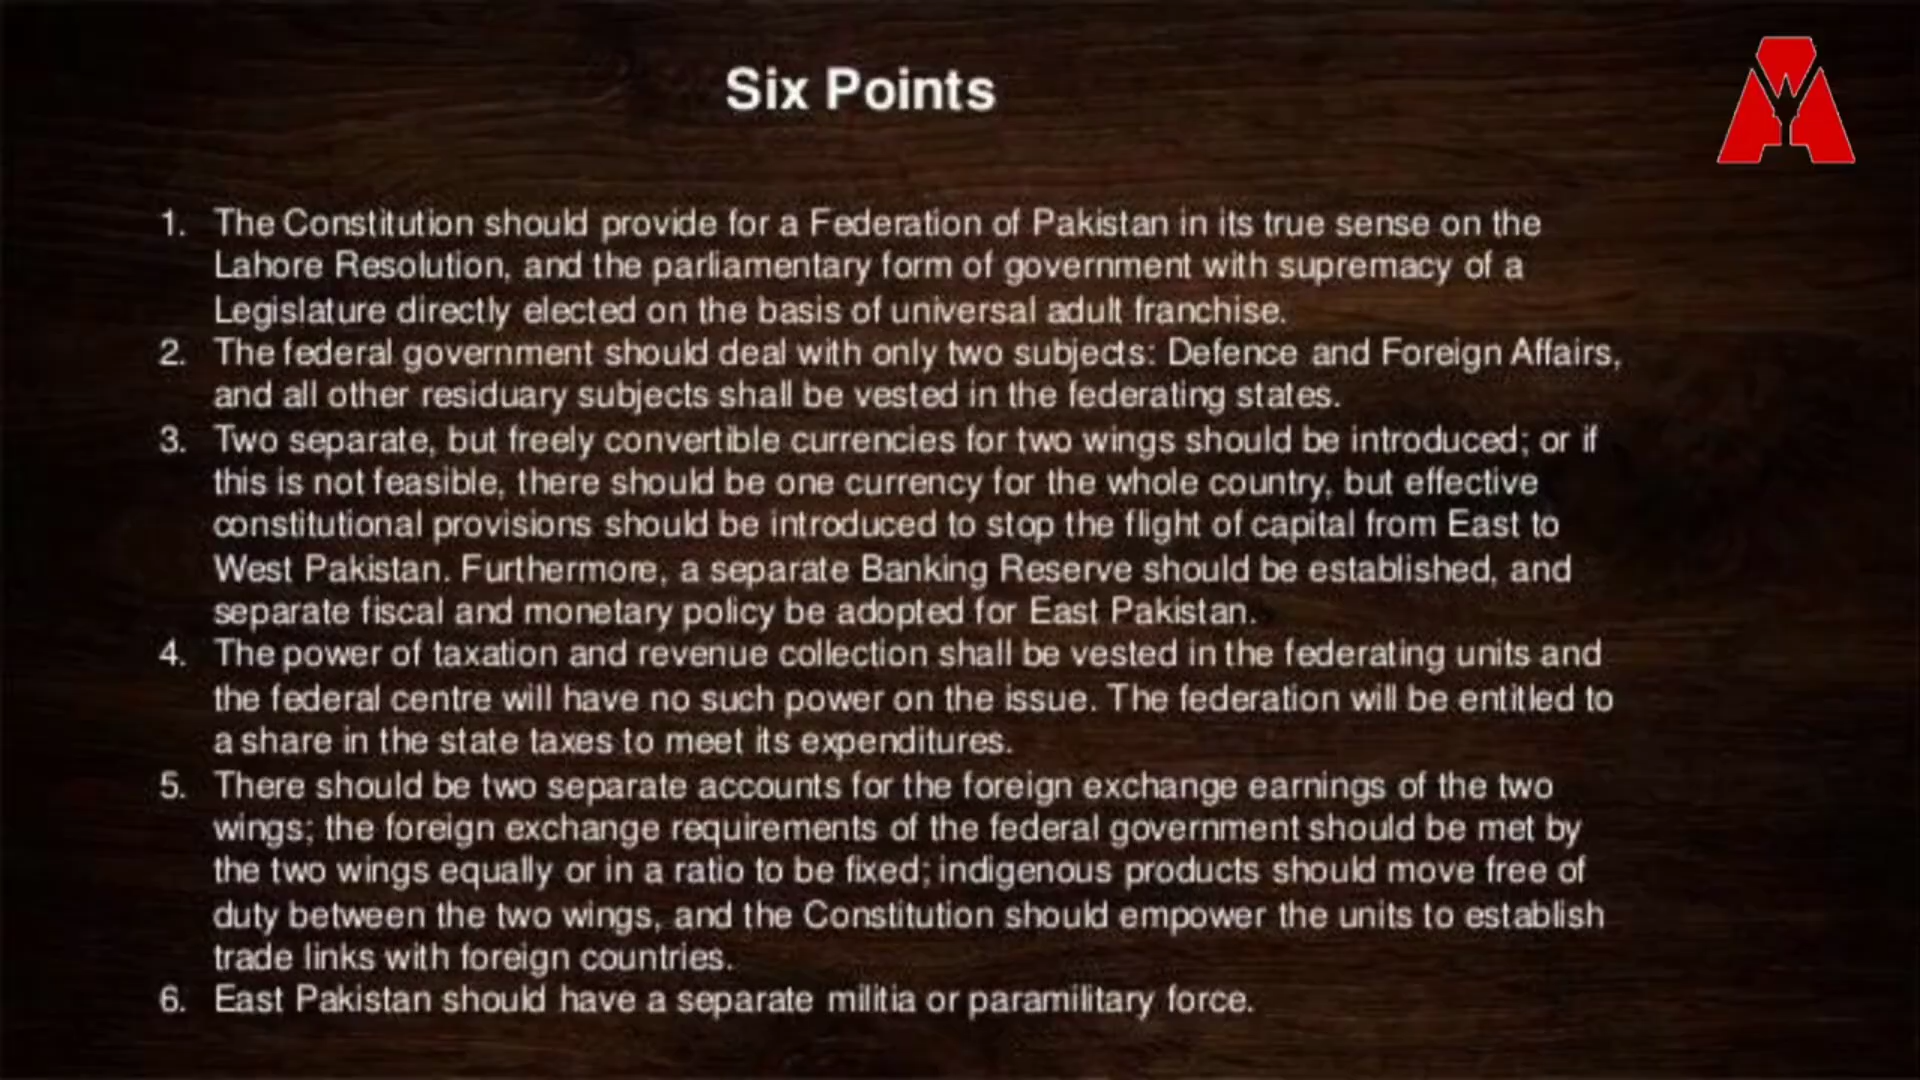 Six Points
1. The Constitution should provide for a Federation of Pakistan in its true sense on the
Lahore Resolution, and the parliamentary form of government with supremacy of a
Legislature directly elected on the basis of universal adult franchise.
2. The federal government should deal with only two subjects: Defence and Foreign Affairs,
and all other residuary subjects shall be vested in the federating states.
3. Two separate, but freely convertible currencies for two wings should be introduced; or if
this is not feasible, there should be one currency for the whole country, but effective
constitutional provisions should be introduced to stop the flight of capital from East to
West Pakistan. Furthermore, a separate Banking Reserve should be established, and
separate fiscal and monetary policy be adopted for East Pakistan.
4. The power of taxation and revenue collection shall be vested in the federating units and
the federal centre will have no such power on the issue. The federation will be entitled to
a share in the state taxes to meet its expenditures.
5. There should be two separate accounts for the foreign exchange earnings of the two
wings; the foreign exchange requirements of the federal government should be met by
the two wings equally or in a ratio to be fixed; indigenous products should move free of
duty between the two wings, and the Constitution should empower the units to establish
trade links with foreign countries.
6. East Pakistan should have a separate militia or paramilitary force.